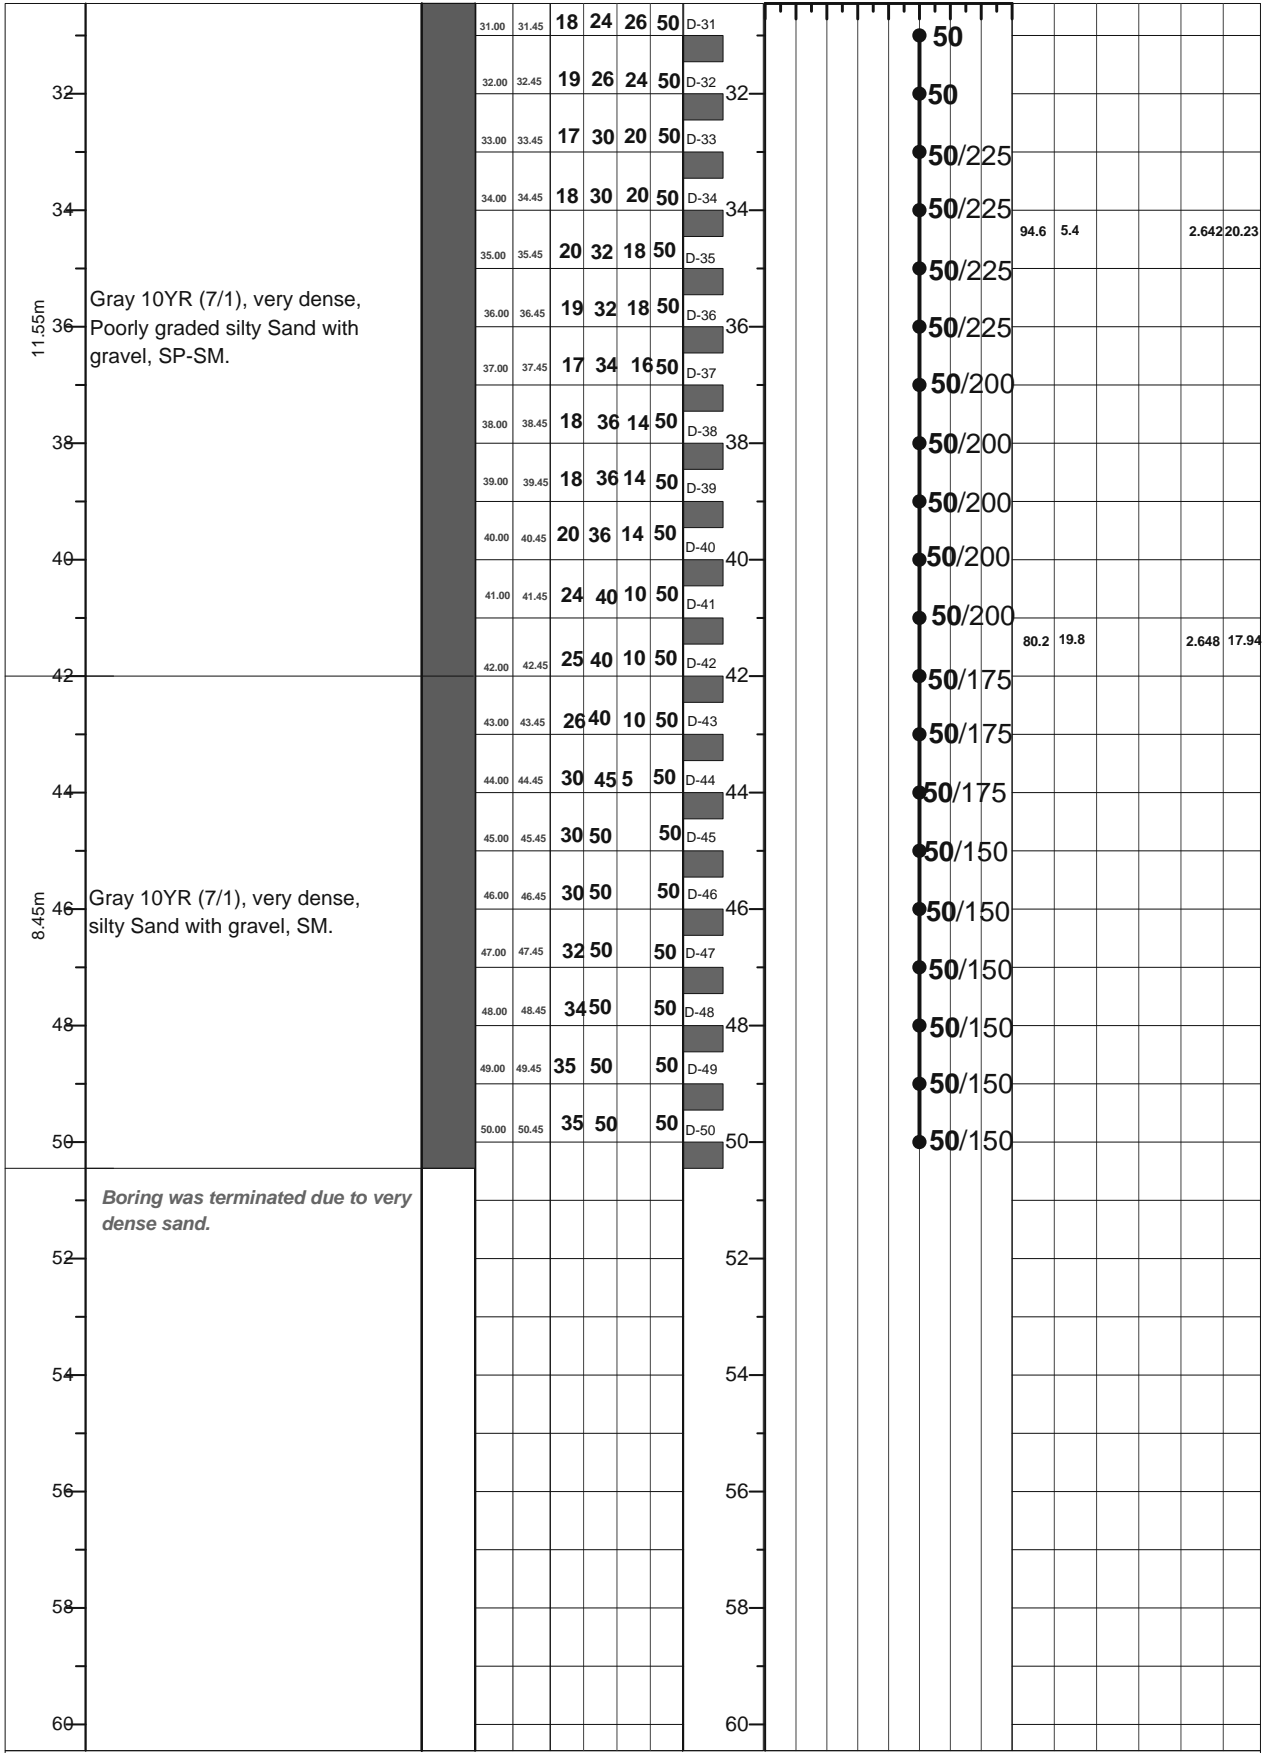 31.00 31.45 18 24 26 50 D-31 50
32 32.00 32.45 19 26 24 50 D-32 32 50
33.00 33.45 17 30 20 50 D-33 50/225
34 34.00 34.45 18 30 20 50 D-34 34 50/225
94.6 5.4 2.642 20.23
35.00 35.45 20 32 18 50 D-35 50/225
11.55m
Gray 10YR (7/1), very dense,
Poorly graded silty Sand with
gravel, SP-SM.
36 36.00 36.45 19 32 18 50 D-36 36 50/225
37.00 37.45 17 34 16 50 D-37 50/200
38 38.00 38.45 18 36 14 50 D-38 38 50/200
39.00 39.45 18 36 14 50 D-39 50/200
40 40.00 40.45 20 36 14 50 D-40 40 50/200
41.00 41.45 24 40 10 50 D-41 50/200
80.2 19.8 2.648 17.94
42 42.00 42.45 25 40 10 50 D-42 42 50/175
43.00 43.45 26 40 10 50 D-43 50/175
44 44.00 44.45 30 45 5 50 D-44 44 50/175
45.00 45.45 30 50 50 D-45 50/150
8.45m
Gray 10YR (7/1), very dense,
silty Sand with gravel, SM.
46 46.00 46.45 30 50 50 D-46 46 50/150
47.00 47.45 32 50 50 D-47 50/150
48 48.00 48.45 34 50 50 D-48 48 50/150
49.00 49.45 35 50 50 D-49 50/150
50 50.00 50.45 35 50 50 D-50 50 50/150
Boring was terminated due to very
dense sand.
52 52
54 54
56 56
58 58
60 60